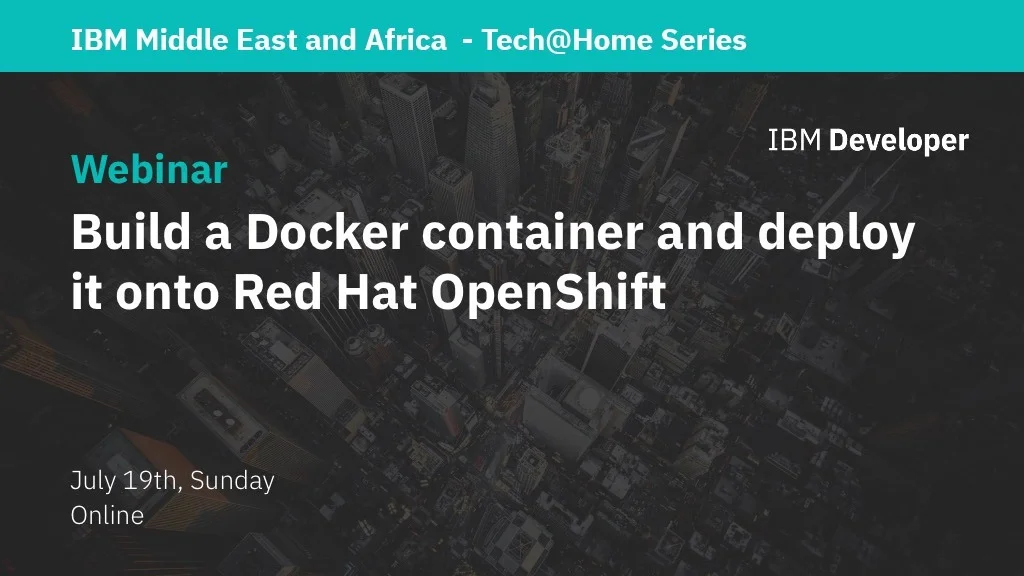 IBM Middle East and Africa - Tech@Home Series
IBM Developer
Webinar
Build a Docker container and deploy
it onto Red Hat OpenShift
July 19th, Sunday
Online